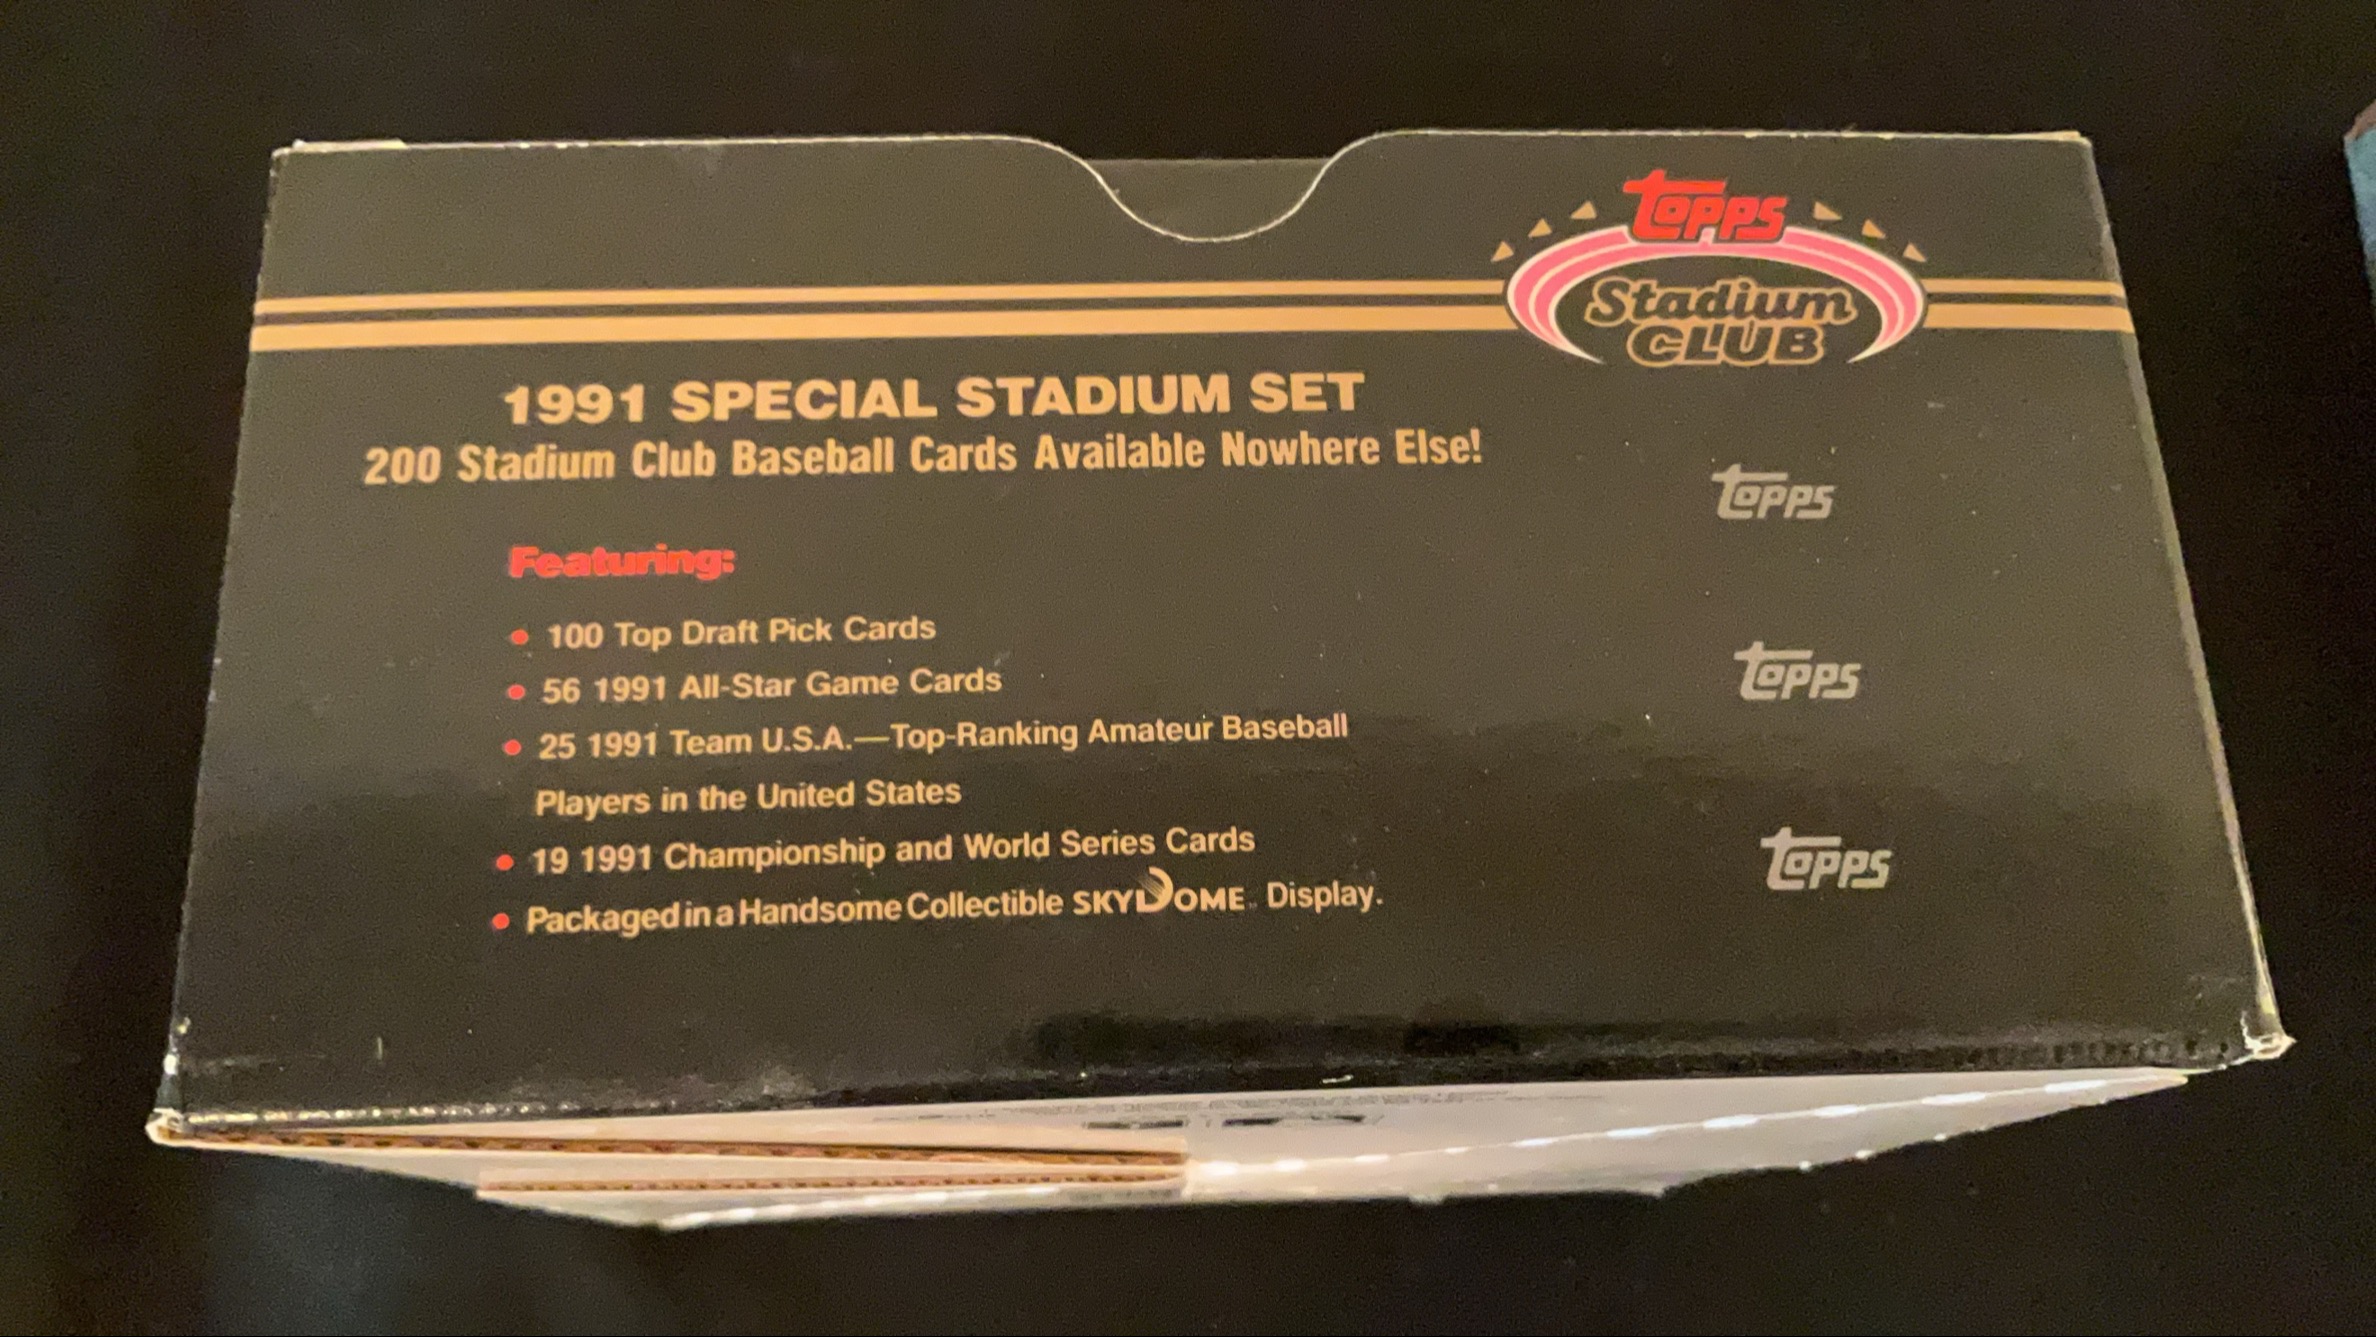 topps
Stadium
CLUB
1991 SPECIAL STADIUM SET
200 Stadium Club Baseball Cards Available Nowhere Else!
topps
Featuring:
• 100 Top Draft Pick Cards
• 56 1991 All-Star Game Cards
topps
• 25 1991 Team U.S.A.—Top-Ranking Amateur Baseball
Players in the United States
• 19 1991 Championship and World Series Cards
topps
• Packaged in a Handsome Collectible SKYDOME™ Display.